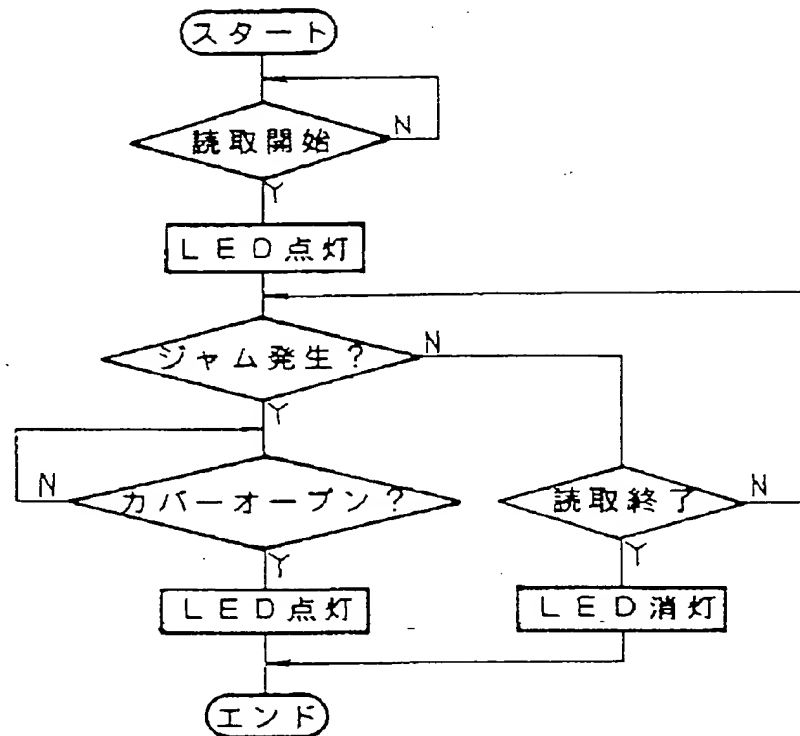 スタート
読取開始
N
Y
LED点灯
ジャム発生?
N
Y
カバーオープン?
N
Y
読取終了
N
Y
LED点灯
LED消灯
エンド